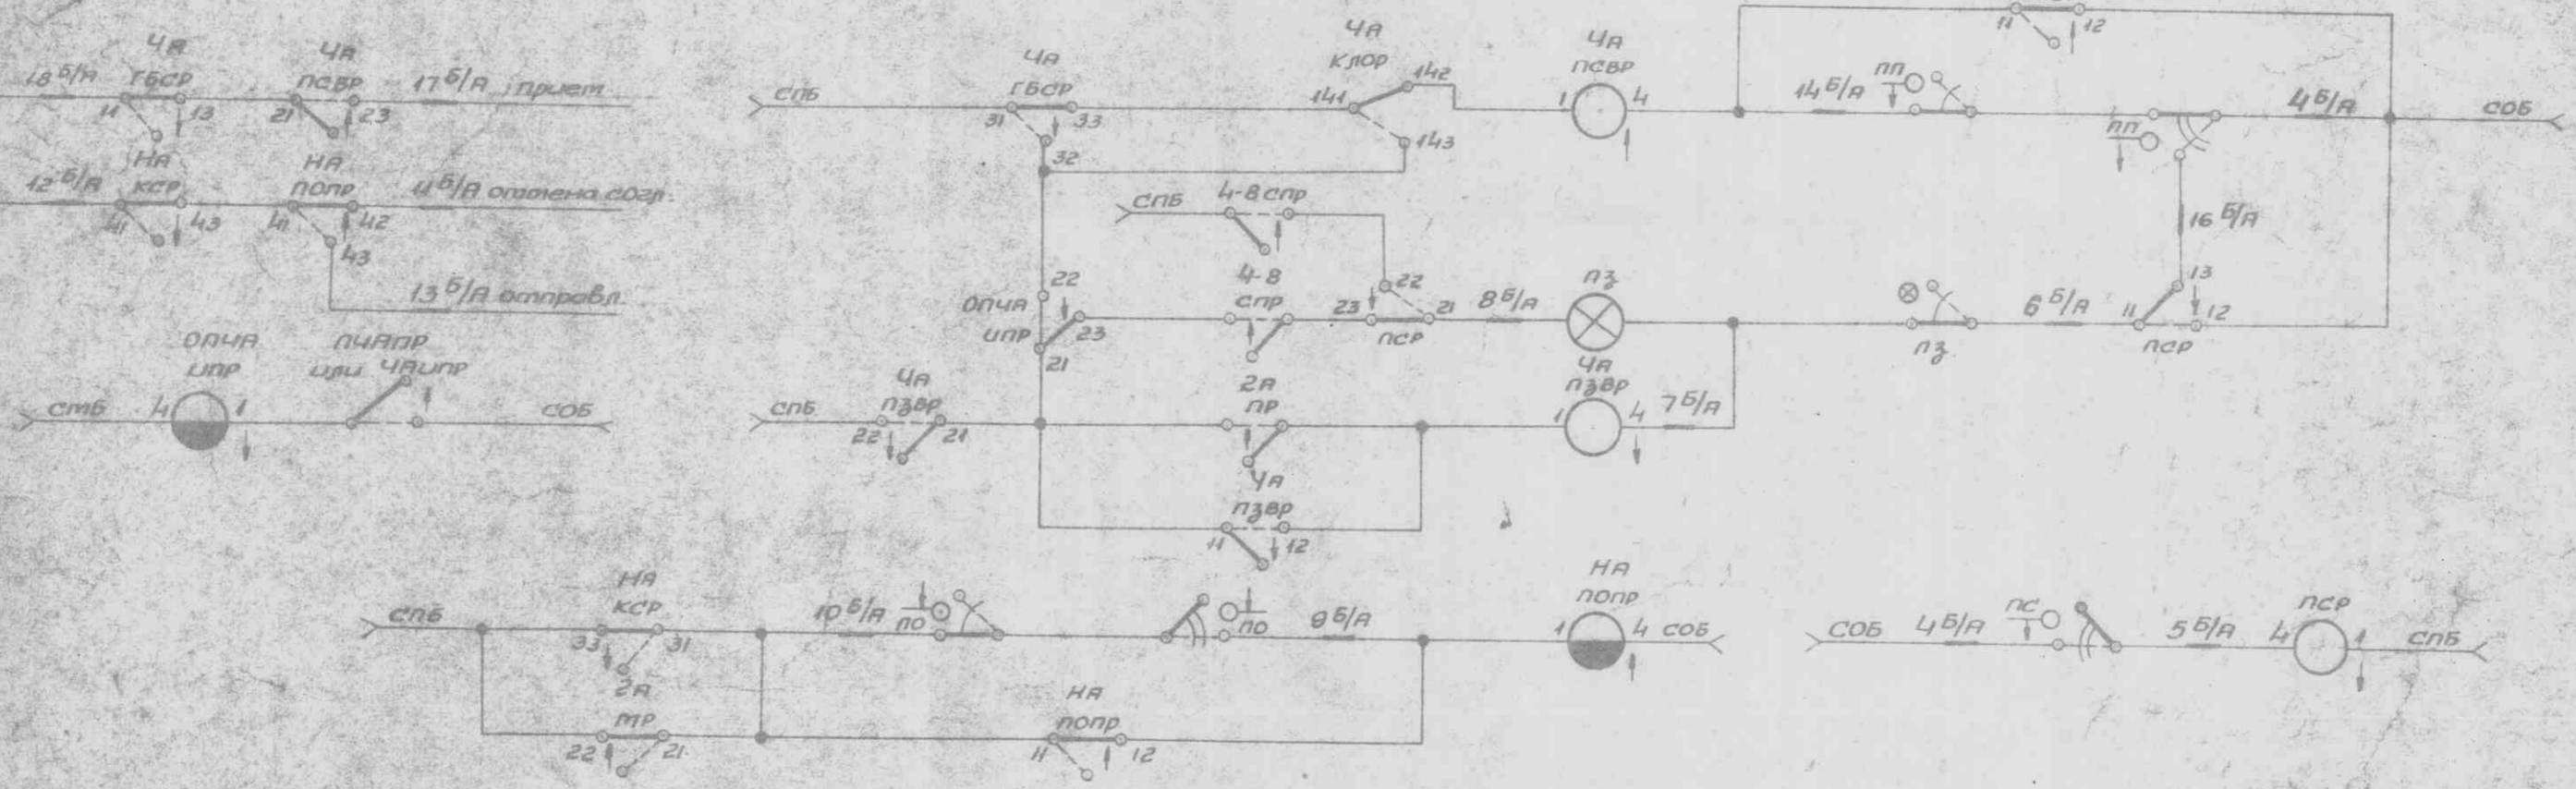 18 Б/А
ЧА
ГБСР
11
13
ЧА
ПСВР
21
23
17 Б/А прием
12 Б/А
НА
КСР
41
43
НА
ПОПР
41
42
43
11 Б/А отмена согл.
13 Б/А отправл.
ОПЧА
ИПР
ПЧАПР
или ЧАИПР
СМБ
4
1
СОБ
СПБ
ЧА
ГБСР
31
33
32
ЧА
КЛОР
141
142
143
ЧА
ПСВР
1
4
11
12
14 Б/А
ПП
ПП
4 Б/А
СОБ
16 Б/А
СПБ
4-8 СПР
ОПЧА
ИПР
22
23
21
4-8
СПР
22
23
21
ПСР
8 Б/А
ПЗ
ПЗ
6 Б/А
11
13
12
ПСР
СПБ
ЧА
ПЗВР
22
21
2А
ПР
ЧА
ПЗВР
1
4
7 Б/А
ЧА
ПЗВР
11
12
СПБ
НА
КСР
33
31
10 Б/А
ПО
ПО
9 Б/А
НА
ПОПР
1
4
СОБ
2А
МР
22
21
НА
ПОПР
11
12
СОБ
4 Б/А
ПС
5 Б/А
ПСР
4
1
СПБ